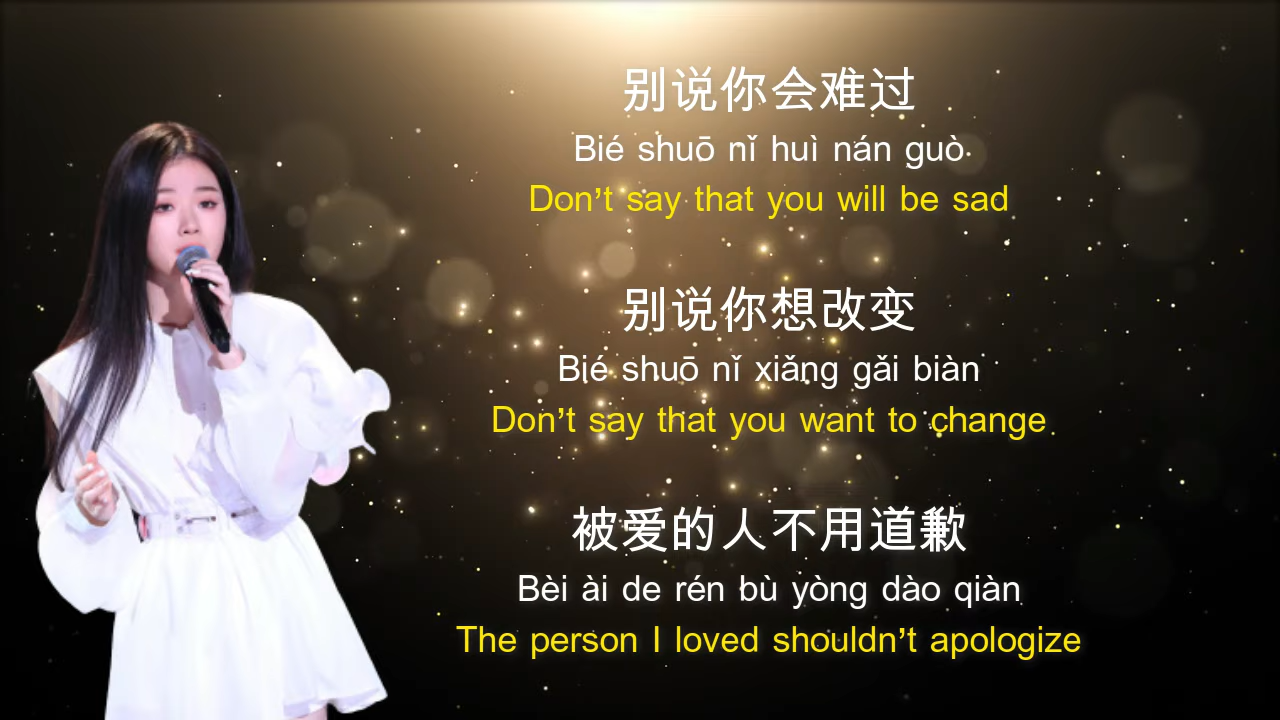 别说你会难过
Bié shuō nǐ huì nán guò
Don’t say that you will be sad
别说你想改变
Bié shuō nǐ xiǎng gǎi biàn
Don’t say that you want to change
被爱的人不用道歉
Bèi ài de rén bù yòng dào qiàn
The person I loved shouldn’t apologize